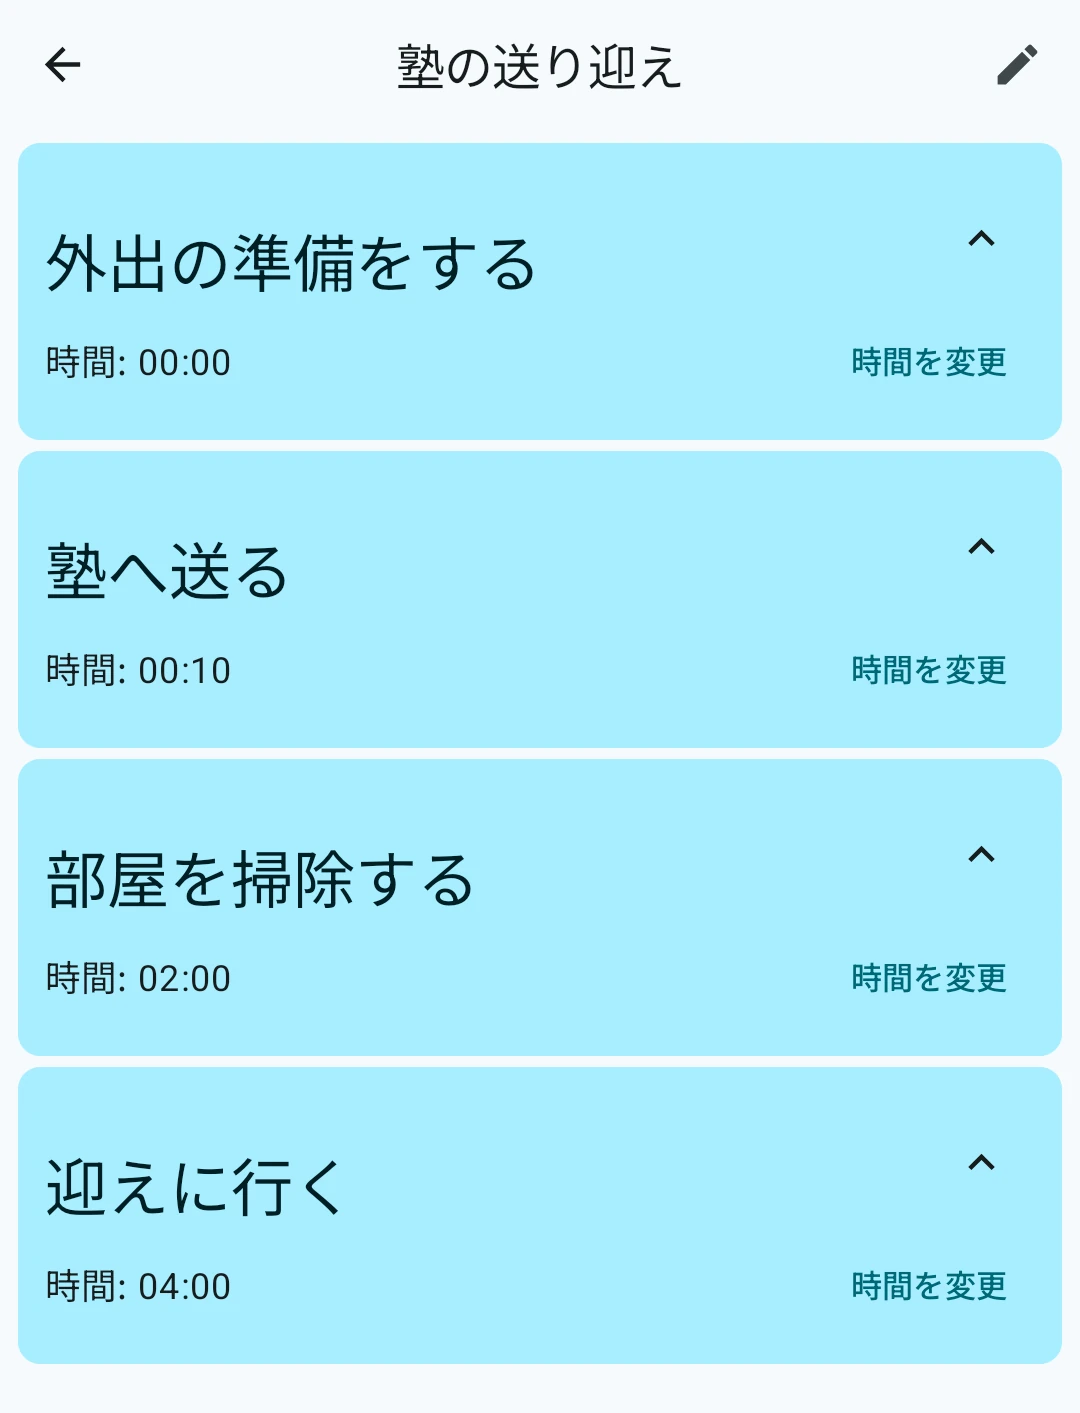 塾の送り迎え
外出の準備をする
時間: 00:00
時間を変更
塾へ送る
時間: 00:10
時間を変更
部屋を掃除する
時間: 02:00
時間を変更
迎えに行く
時間: 04:00
時間を変更